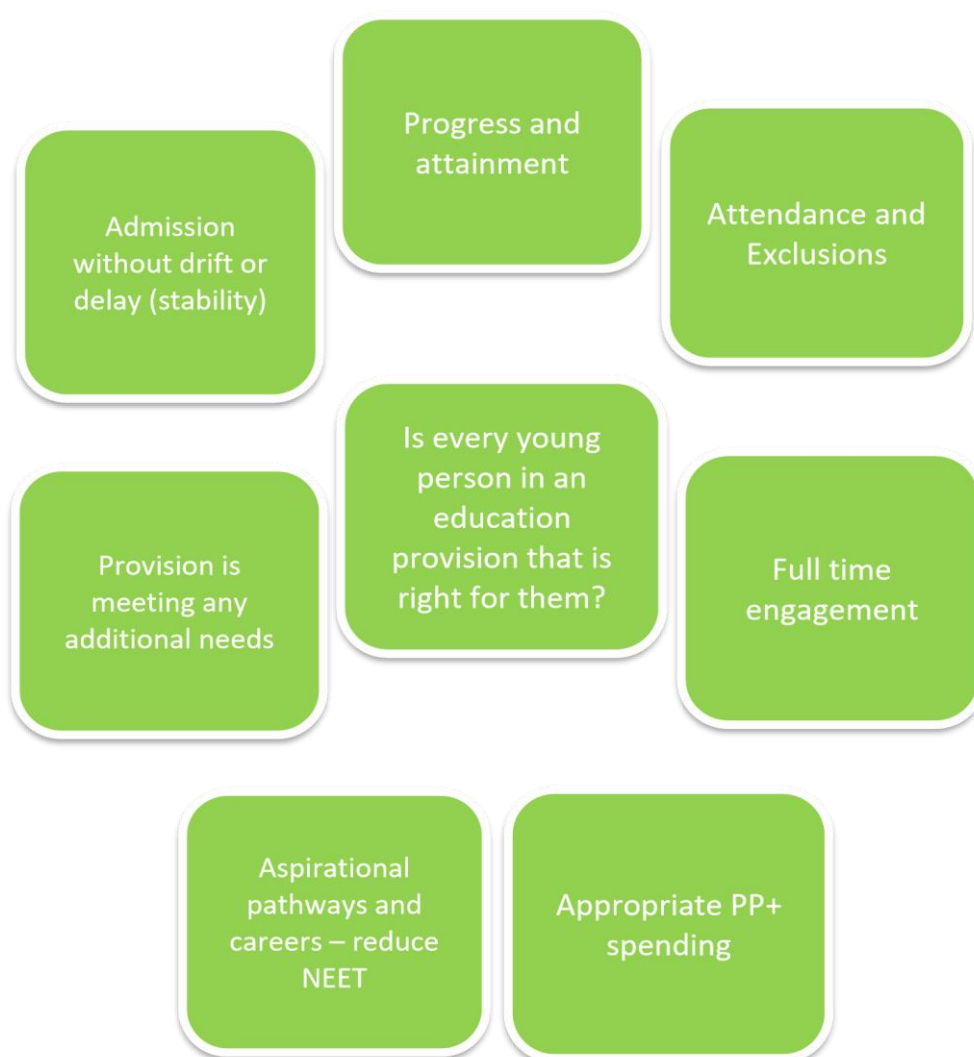 Progress and
attainment
Admission
without drift or
delay (stability)
Attendance and
Exclusions
Is every young
person in an
education
provision that is
right for them?
Provision is
meeting any
additional needs
Full time
engagement
Aspirational
pathways and
careers – reduce
NEET
Appropriate PP+
spending